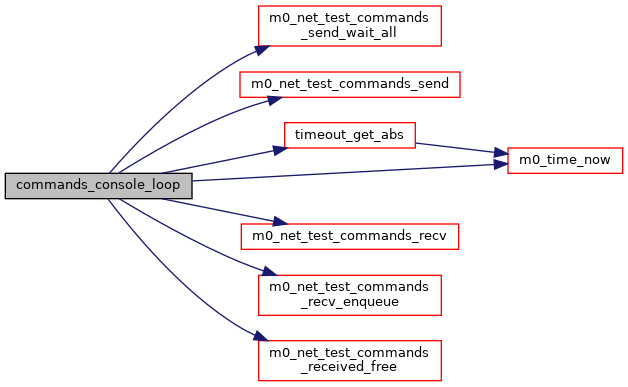 m0_net_test_commands
_send_wait_all
m0_net_test_commands_send
timeout_get_abs
m0_time_now
commands_console_loop
m0_net_test_commands_recv
m0_net_test_commands
_recv_enqueue
m0_net_test_commands
_received_free